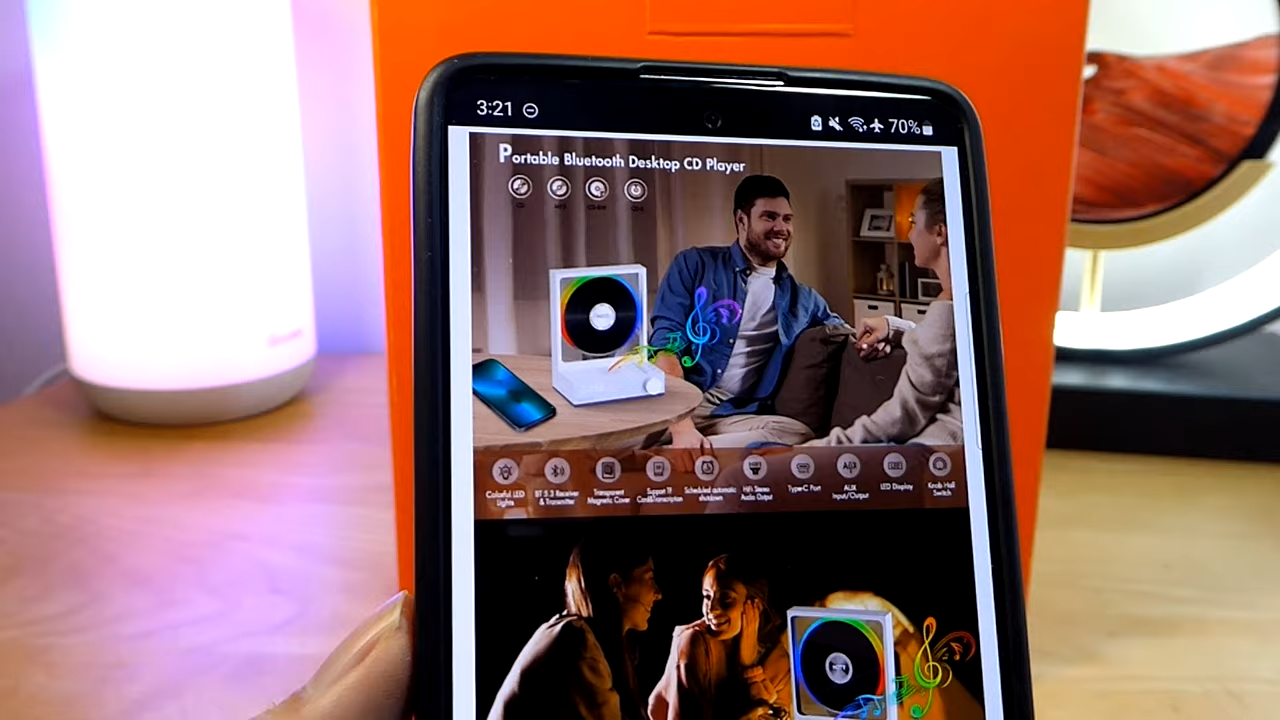 3:21
70%
Portable Bluetooth Desktop CD Player
CD
Colorful LED Lights
BT 5.3 Receiver & Transmitter
Transparent Magnetic Cover
Support TF Card&Transcription
Scheduled automatic shutdown
HiFi Stereo Audio Output
Type-C Port
AUX Input/Output
LED Display
Knob Hall Switch